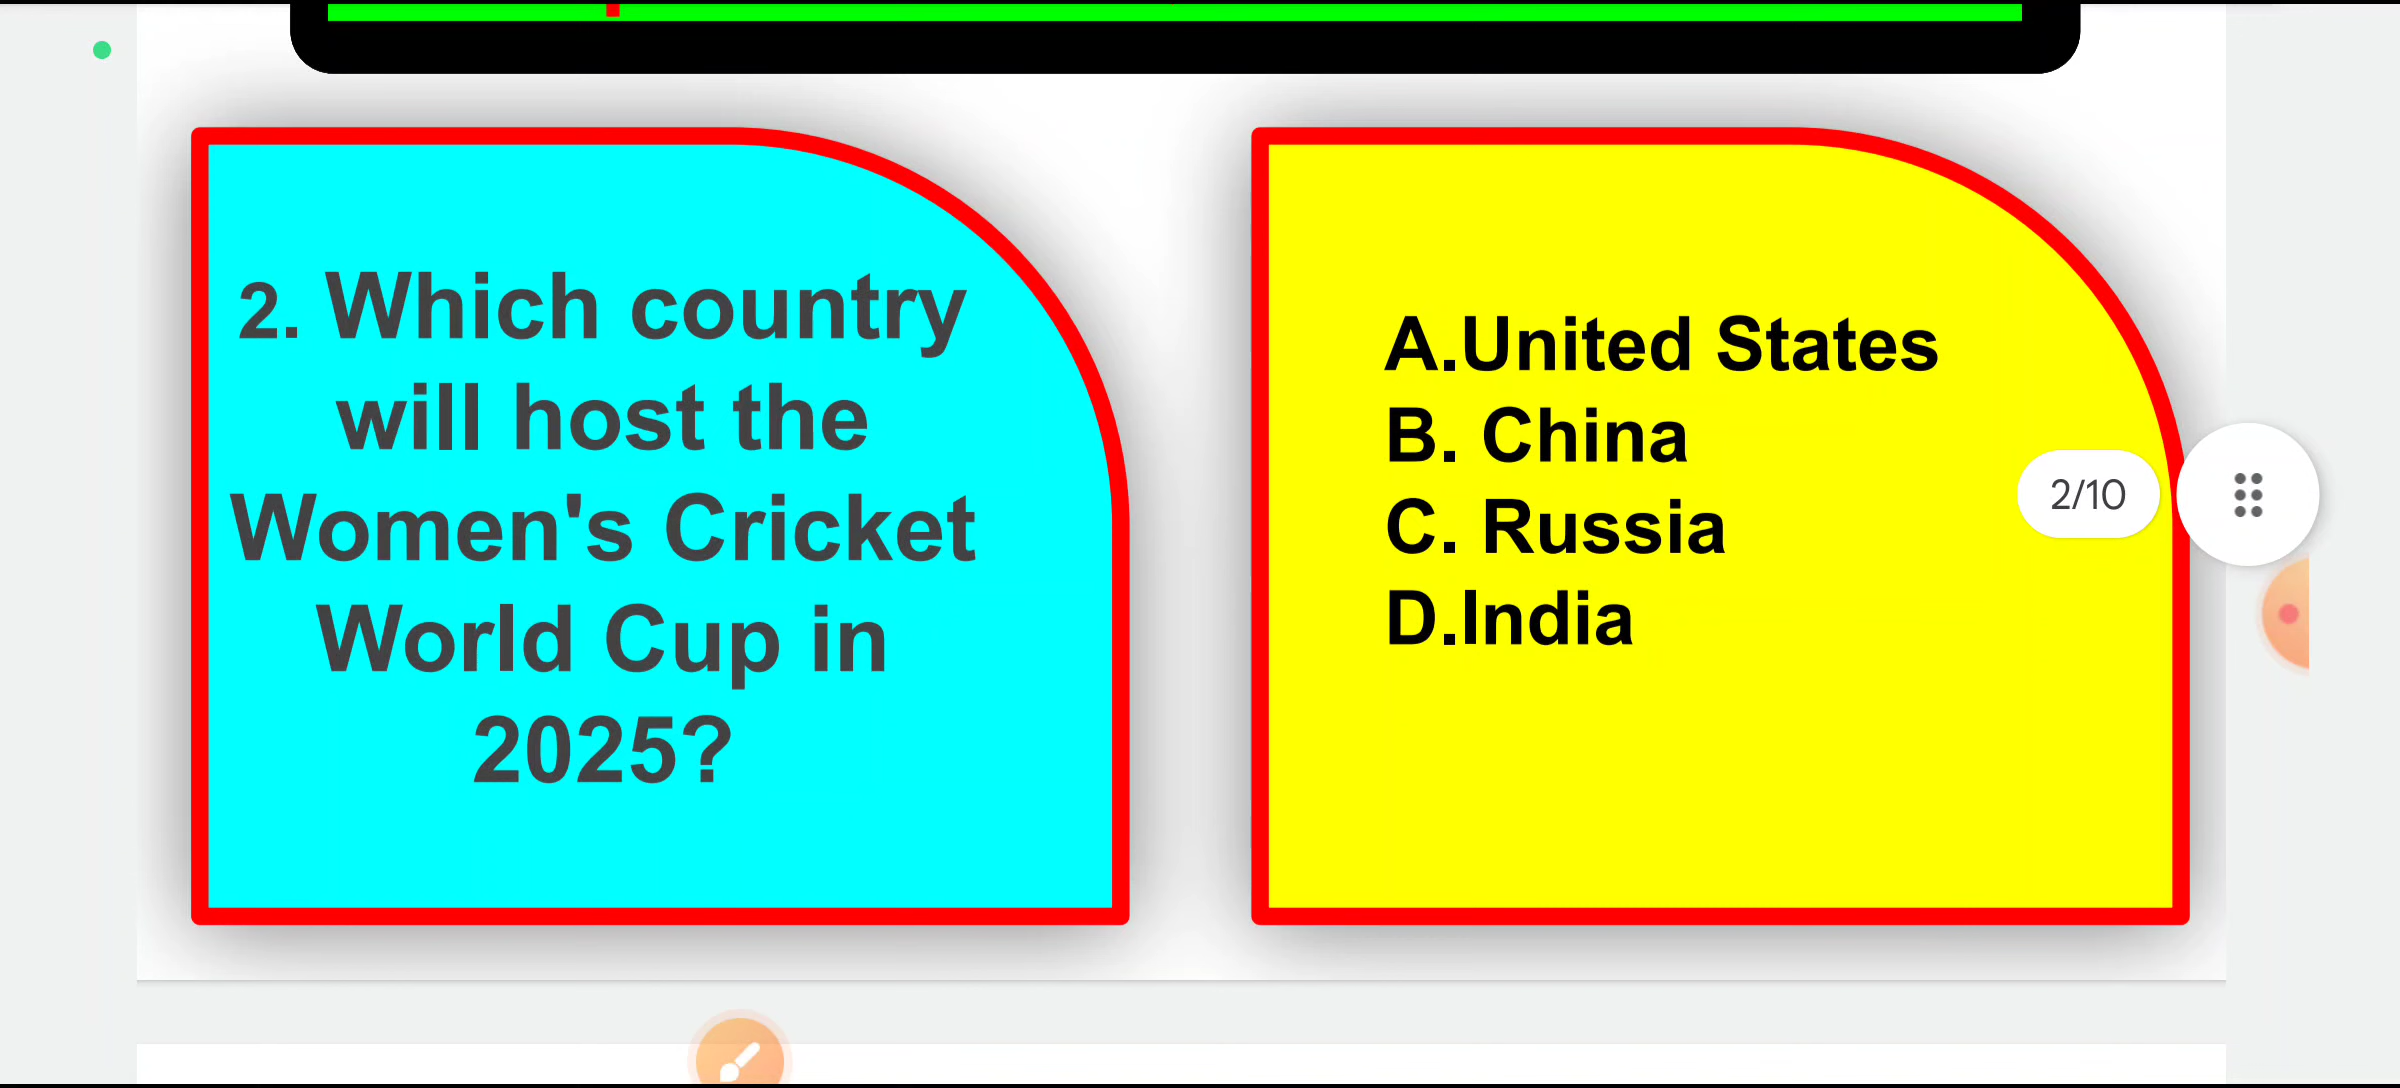 2. Which country
will host the
Women's Cricket
World Cup in
2025?
A.United States
B. China
C. Russia
D.India
2/10